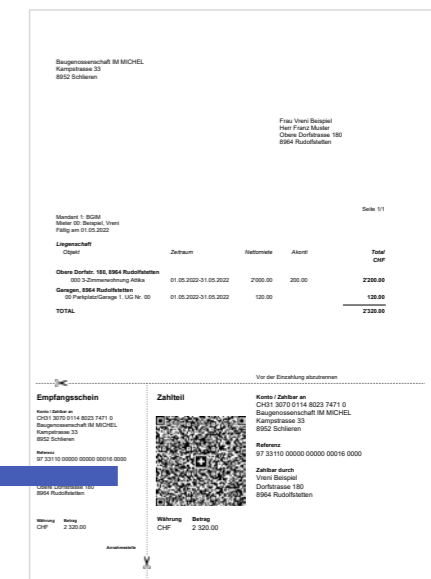 Baugenossenschaft IM MICHEL
Kampstrasse 33
8952 Schlieren
Frau Vreni Beispiel
Herr Franz Muster
Obere Dorfstrasse 180
8964 Rudolfstetten
Seite 1/1
Mandant 1: BGIM
Mieter 00: Beispiel, Vreni
Fällig am 01.05.2022
Liegenschaft
Objekt Zeitraum Nettomiete Akonti Total
CHF
Obere Dorfstr. 180, 8964 Rudolfstetten
000 3-Zimmerwohnung Attika 01.05.2022-31.05.2022 2'000.00 200.00 2'200.00
Garagen, 8964 Rudolfstetten
00 Parkplatz/Garage 1. UG Nr. 00 01.05.2022-31.05.2022 120.00 120.00
TOTAL 2'320.00
Vor der Einzahlung abzutrennen
Empfangsschein
Konto / Zahlbar an
CH31 3070 0114 8023 7471 0
Baugenossenschaft IM MICHEL
Kampstrasse 33
8952 Schlieren
Referenz
97 33110 00000 00000 00016 0000
Obere Dorfstrasse 180
8964 Rudolfstetten
Währung Betrag
CHF 2 320.00
Annahmestelle
Zahlteil
Währung Betrag
CHF 2 320.00
Konto / Zahlbar an
CH31 3070 0114 8023 7471 0
Baugenossenschaft IM MICHEL
Kampstrasse 33
8952 Schlieren
Referenz
97 33110 00000 00000 00016 0000
Zahlbar durch
Vreni Beispiel
Dorfstrasse 180
8964 Rudolfstetten